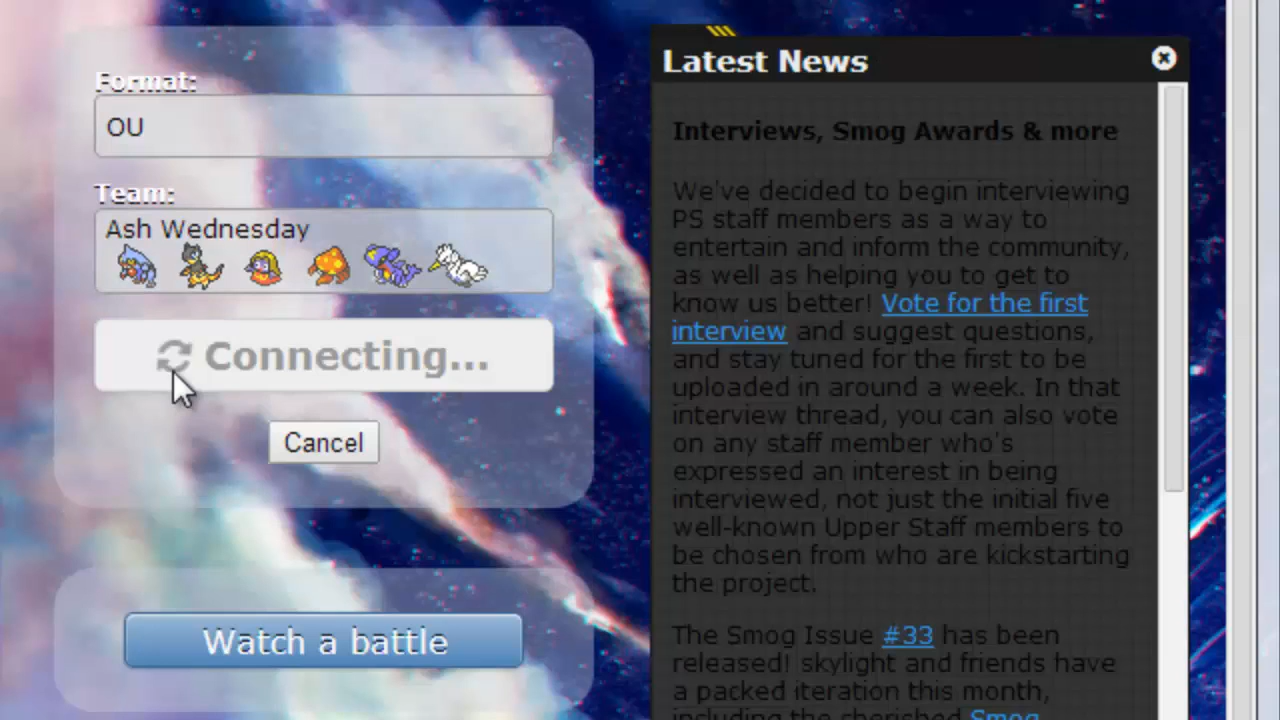 Format:
OU
Team:
Ash Wednesday
Connecting...
Cancel
Watch a battle
Latest News
Interviews, Smog Awards & more
We've decided to begin interviewing
PS staff members as a way to
entertain and inform the community,
as well as helping you to get to
know us better! Vote for the first
interview and suggest questions,
and stay tuned for the first to be
uploaded in around a week. In that
interview thread, you can also vote
on any staff member who's
expressed an interest in being
interviewed, not just the initial five
well-known Upper Staff members to
be chosen from who are kickstarting
the project.
The Smog Issue #33 has been
released! skylight and friends have
a packed iteration this month,
including the cherished Smog